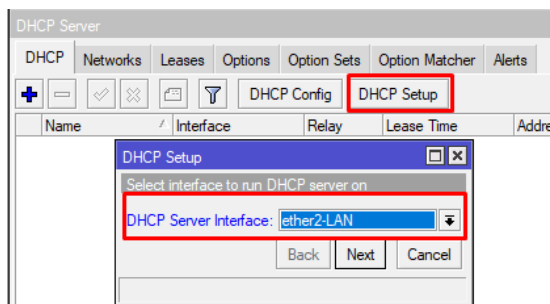 DHCP Server
DHCP Networks Leases Options Option Sets Option Matcher Alerts
DHCP Config DHCP Setup
Name Interface Relay Lease Time
DHCP Setup
Select interface to run DHCP server on
DHCP Server Interface: ether2-LAN
Back Next Cancel